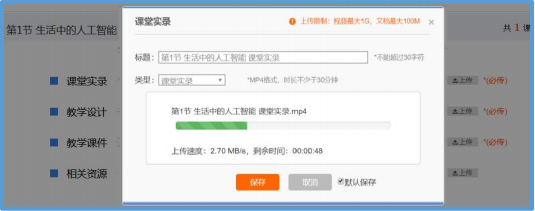 课堂实录
上传限制：视频最大1G，文档最大100M
×
第1节 生活中的人工智能
共 1 课
标题：
第1节 生活中的人工智能 课堂实录
*不能超过30字符
类型：
课堂实录
*MP4格式，时长不少于30分钟
课堂实录
上传
*(必传)
第1节 生活中的人工智能 课堂实录.mp4
教学设计
上传
*(必传)
教学课件
上传
*(必传)
上传速度：2.70 MB/s，剩余时间：00:00:48
相关资源
上传
保存
取消
默认保存